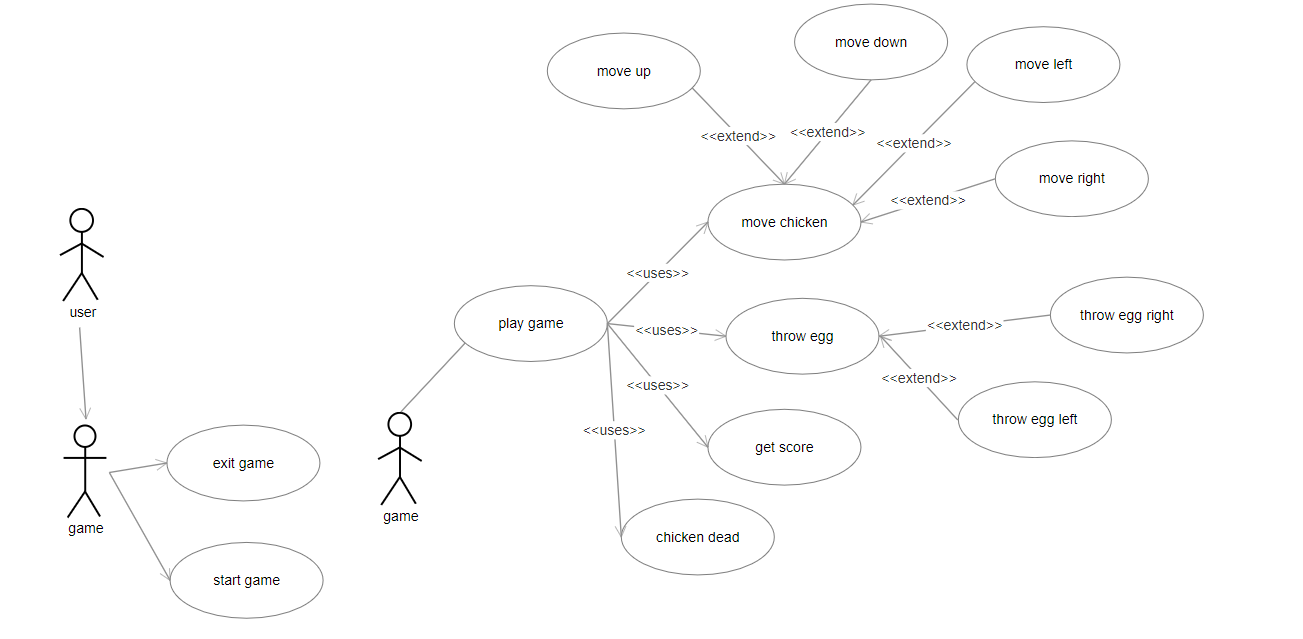 move up
move down
move left
<<extend>>
<<extend>>
<<extend>>
move right
<<extend>>
move chicken
user
<<uses>>
play game
<<uses>>
throw egg
<<extend>>
throw egg right
<<uses>>
<<extend>>
throw egg left
<<uses>>
get score
exit game
game
game
chicken dead
start game